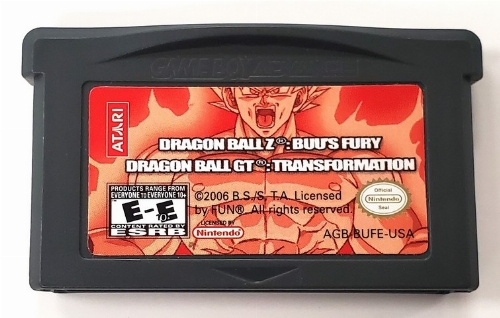 GAME BOY ADVANCE
ATARI
DRAGON BALL Z®: BUU'S FURY
DRAGON BALL GT®: TRANSFORMATION
PRODUCTS RANGE FROM
EVERYONE TO EVERYONE 10+
E-E 10+
CONTENT RATED BY
ESRB
©2006 B.S./S, T.A. Licensed
by FUN®. All rights reserved.
LICENSED BY
Nintendo
Official
Nintendo
Seal
AGB-BUFE-USA